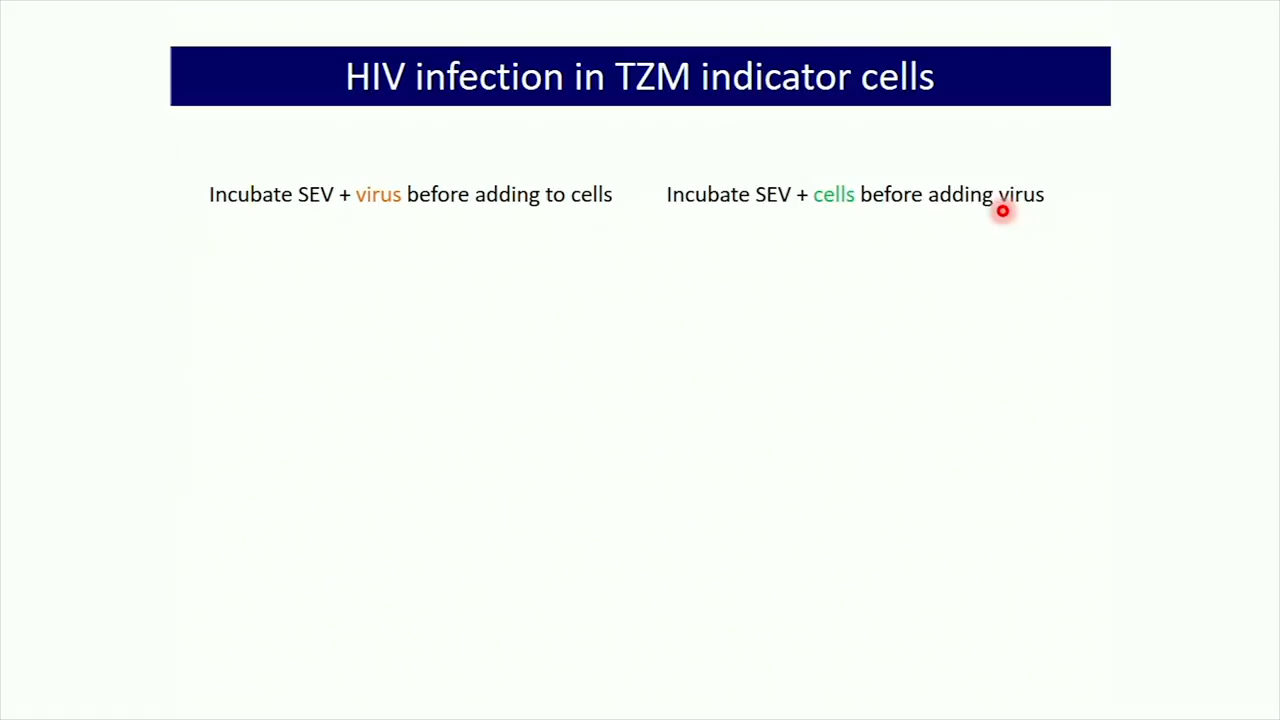 HIV infection in TZM indicator cells
Incubate SEV + virus before adding to cells
Incubate SEV + cells before adding virus